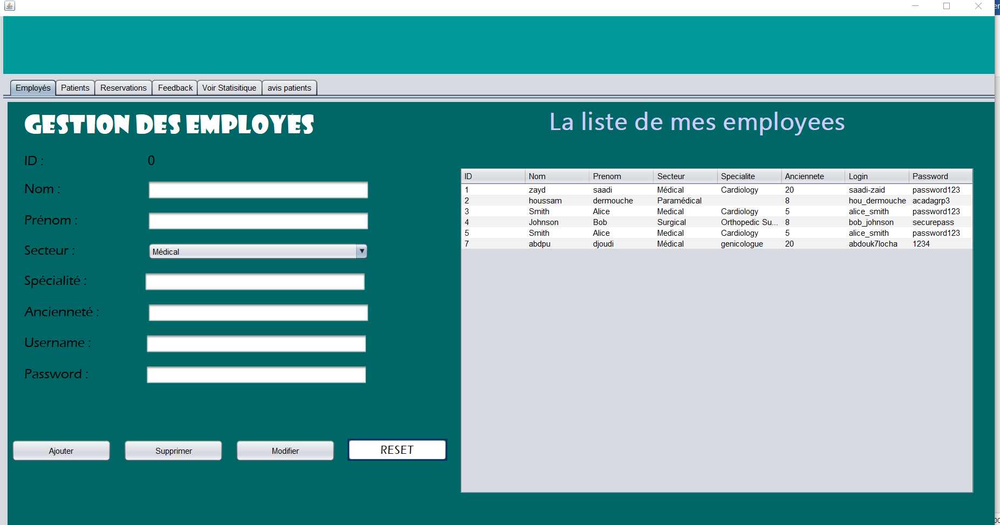 Employés Patients Reservations Feedback Voir Statisitique avis patients
GESTION DES EMPLOYÉS
La liste de mes employees
ID : 0
Nom :
Prénom :
Secteur : Médical
Spécialité :
Ancienneté :
Username :
Password :
Ajouter Supprimer Modifier RESET
ID Nom Prenom Secteur Specialite Anciennete Login Password
1 zayd saadi Médical Cardiology 20 saadi-zaid password123
2 houssam dermouche Paramédical 8 hou_dermouche acadagrp3
3 Smith Alice Medical Cardiology 5 alice_smith password123
4 Johnson Bob Surgical Orthopedic Su... 8 bob_johnson securepass
5 Smith Alice Medical Cardiology 5 alice_smith password123
7 abdpu djoudi Médical genicologue 20 abdouk7locha 1234